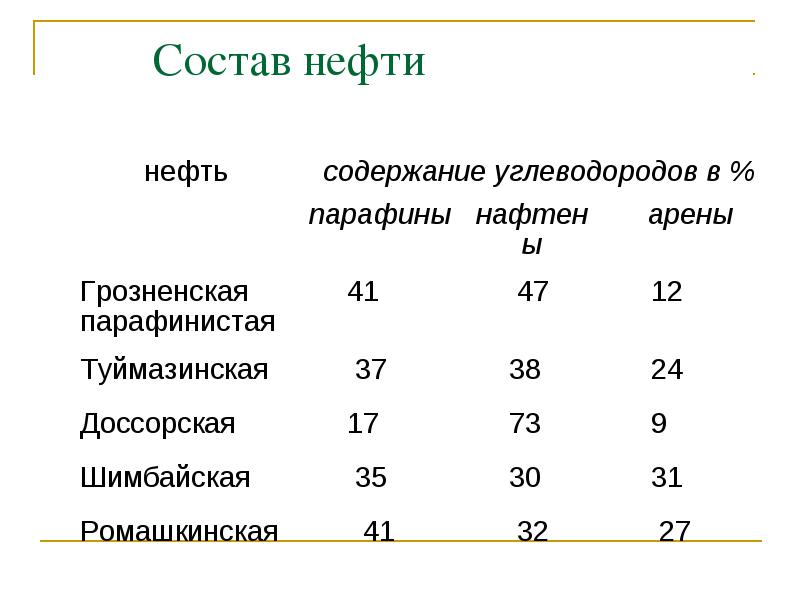 Состав нефти
нефть содержание углеводородов в %
парафины нафтен арены
ы
Грозненская 41 47 12
парафинистая
Туймазинская 37 38 24
Доссорская 17 73 9
Шимбайская 35 30 31
Ромашкинская 41 32 27